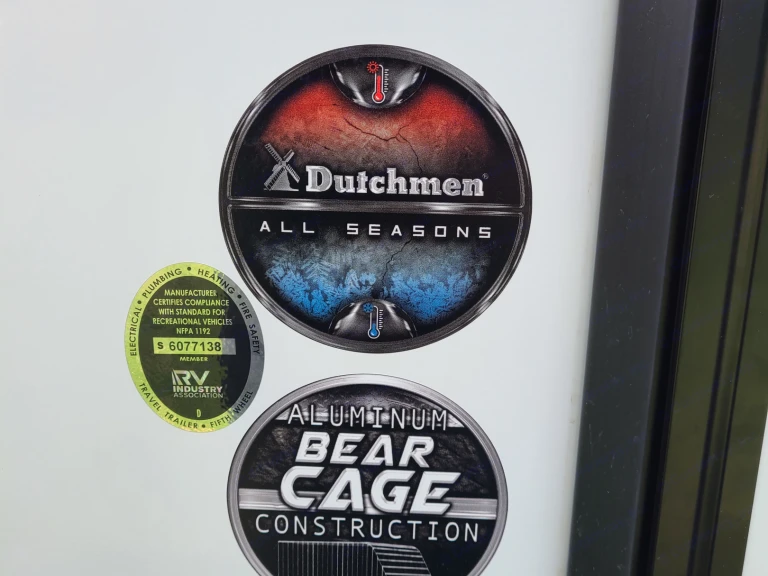 Dutchmen®
ALL SEASONS
ELECTRICAL • PLUMBING • HEATING • FIRE SAFETY
MANUFACTURER
CERTIFIES COMPLIANCE
WITH STANDARD FOR
RECREATIONAL VEHICLES
NFPA 1192
S 6077138
MEMBER
RV
INDUSTRY
ASSOCIATION
D
TRAVEL TRAILER • FIFTH WHEEL
ALUMINUM
BEAR
CAGE
CONSTRUCTION